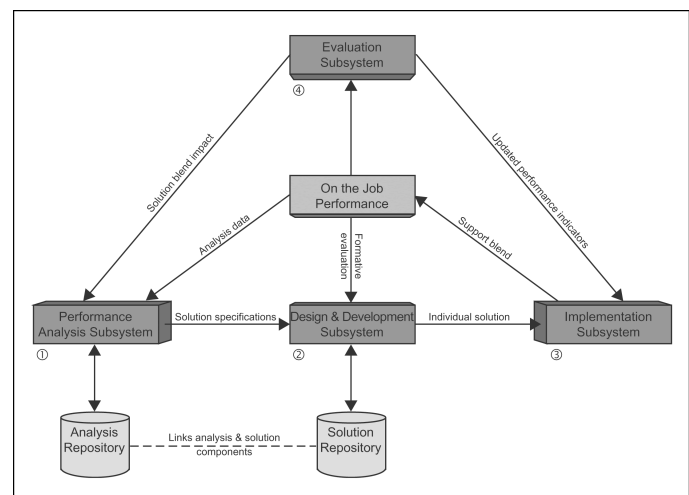 Evaluation
Subsystem
④
Solution blend impact
Updated performance indicators
On the Job
Performance
Analysis data
Formative
evaluation
Support blend
Performance
Analysis Subsystem
①
Solution specifications
Design & Development
Subsystem
②
Individual solution
Implementation
Subsystem
③
Analysis
Repository
Links analysis & solution
components
Solution
Repository